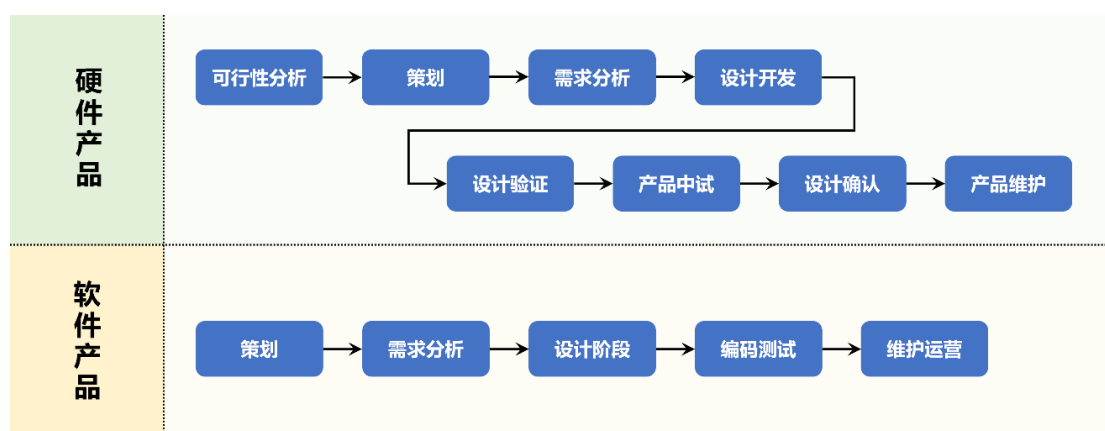 硬件产品
可行性分析
策划
需求分析
设计开发
设计验证
产品中试
设计确认
产品维护
软件产品
策划
需求分析
设计阶段
编码测试
维护运营